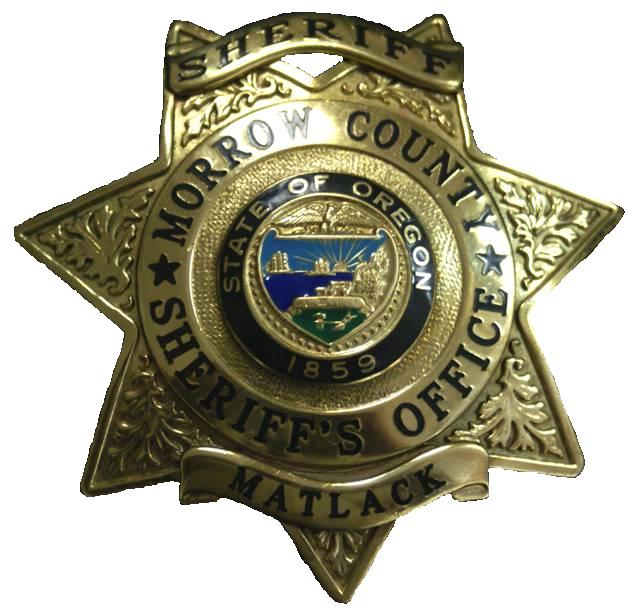 SHERIFF
MORROW COUNTY
STATE OF OREGON
1859
SHERIFF'S OFFICE
MATLACK